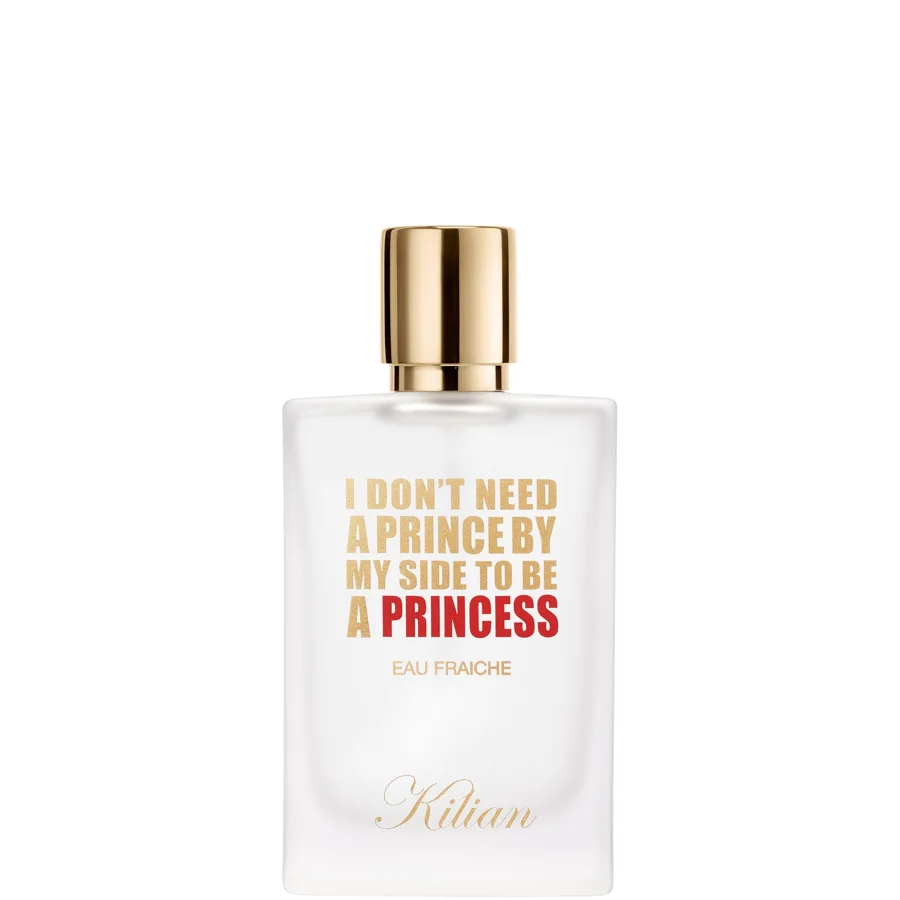 I DON'T NEED
A PRINCE BY
MY SIDE TO BE
A PRINCESS
EAU FRAICHE
Kilian